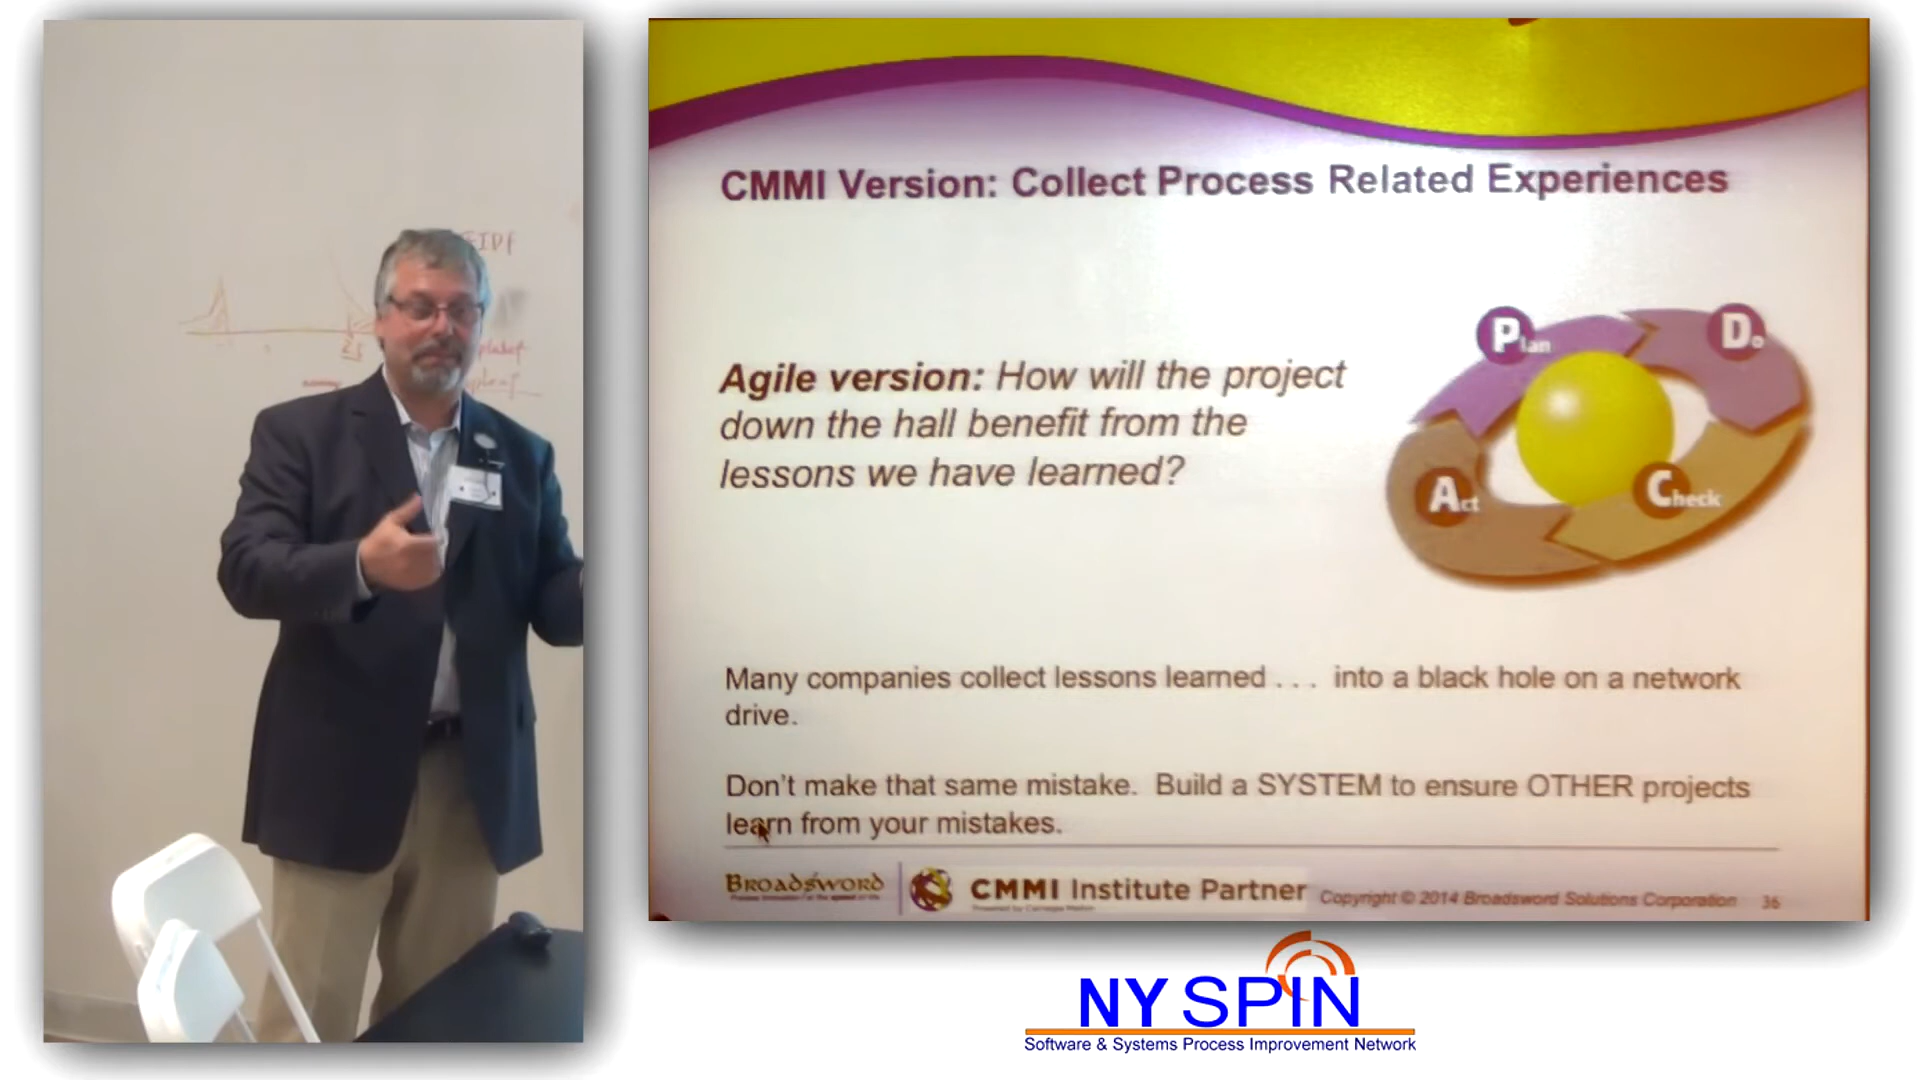 CMMI Version: Collect Process Related Experiences
Agile version: How will the project
down the hall benefit from the
lessons we have learned?
Plan
Do
Act
Check
Many companies collect lessons learned . . . into a black hole on a network
drive.
Don't make that same mistake. Build a SYSTEM to ensure OTHER projects
learn from your mistakes.
BROADSWORD
CMMI Institute Partner
Copyright © 2014 Broadsword Solutions Corporation 36
NY SPIN
Software & Systems Process Improvement Network